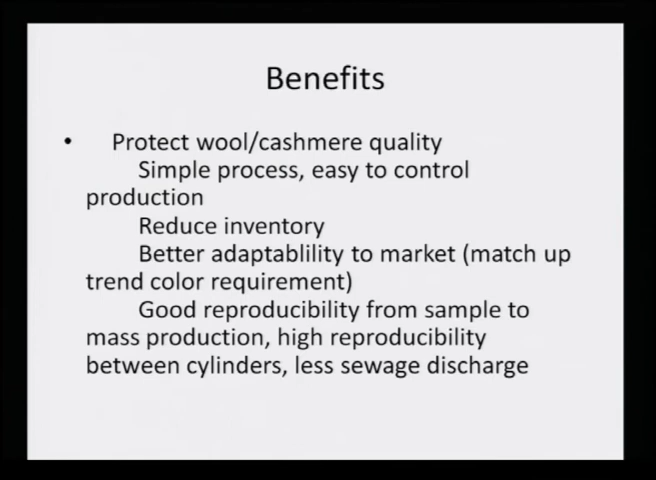 Benefits
• Protect wool/cashmere quality
Simple process, easy to control
production
Reduce inventory
Better adaptablility to market (match up
trend color requirement)
Good reproducibility from sample to
mass production, high reproducibility
between cylinders, less sewage discharge